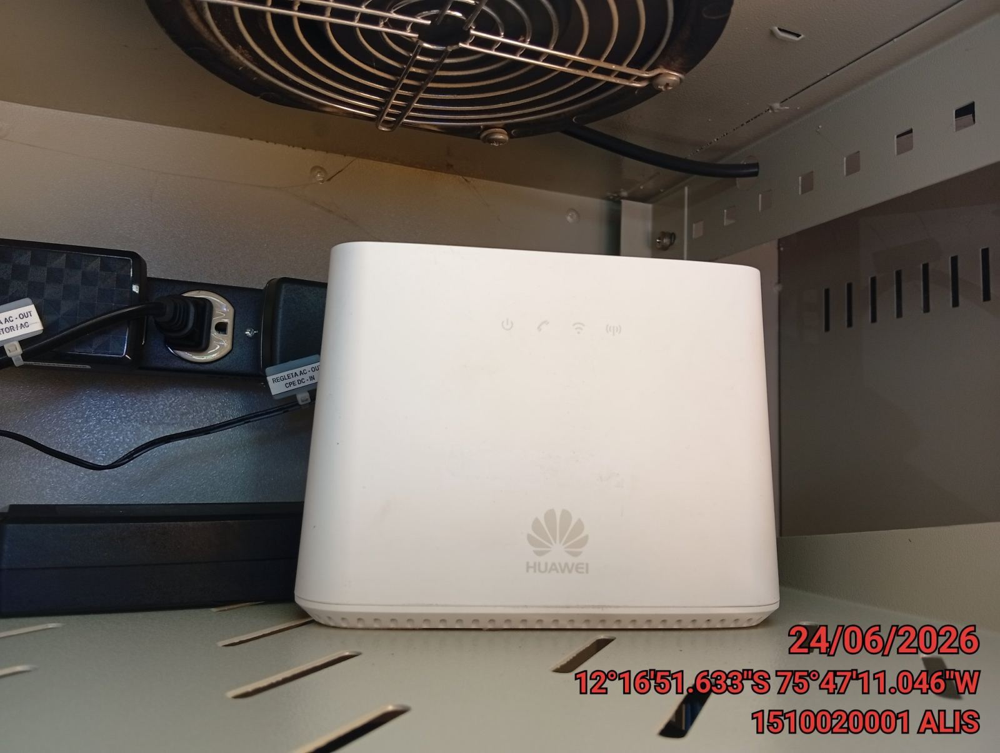 A AC - OUT
TOR / AC
REGLETA AC - OUT
CPE DC - IN
HUAWEI
24/06/2026
12°16'51.633"S 75°47'11.046"W
1510020001 ALIS